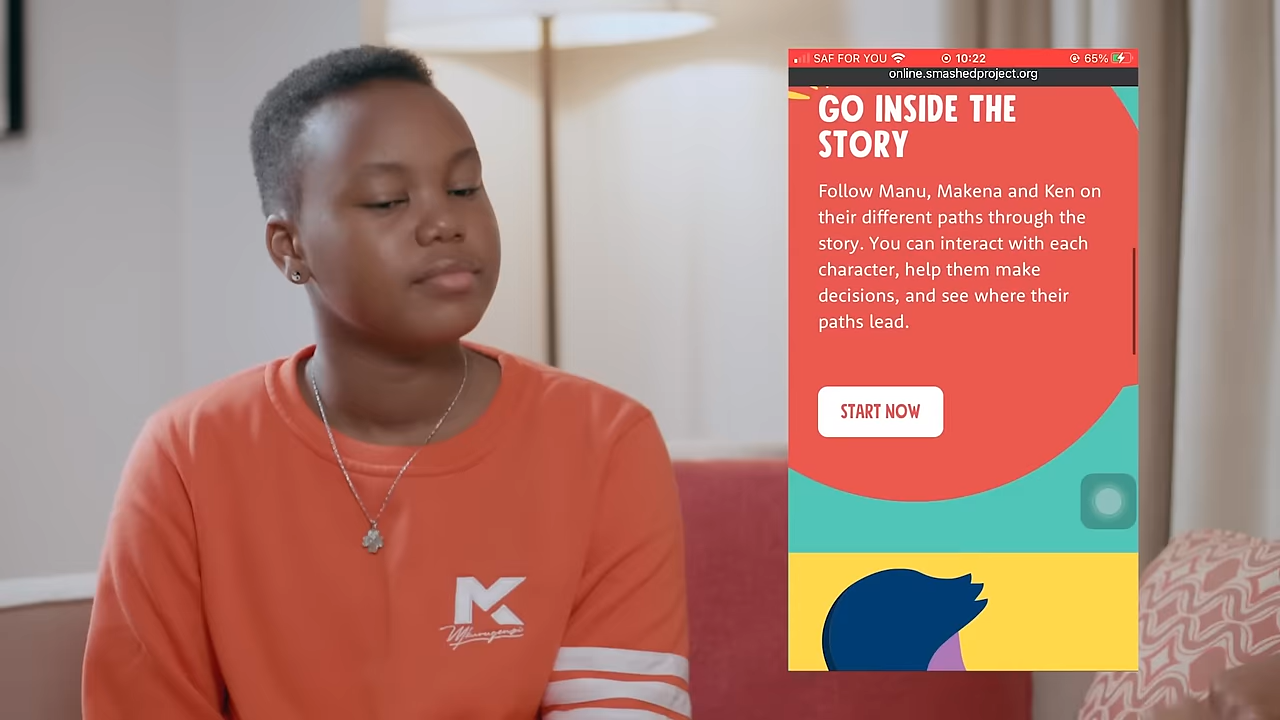 SAF FOR YOU 10:22 65%
online.smashedproject.org
GO INSIDE THE
STORY
Follow Manu, Makena and Ken on
their different paths through the
story. You can interact with each
character, help them make
decisions, and see where their
paths lead.
START NOW
MK